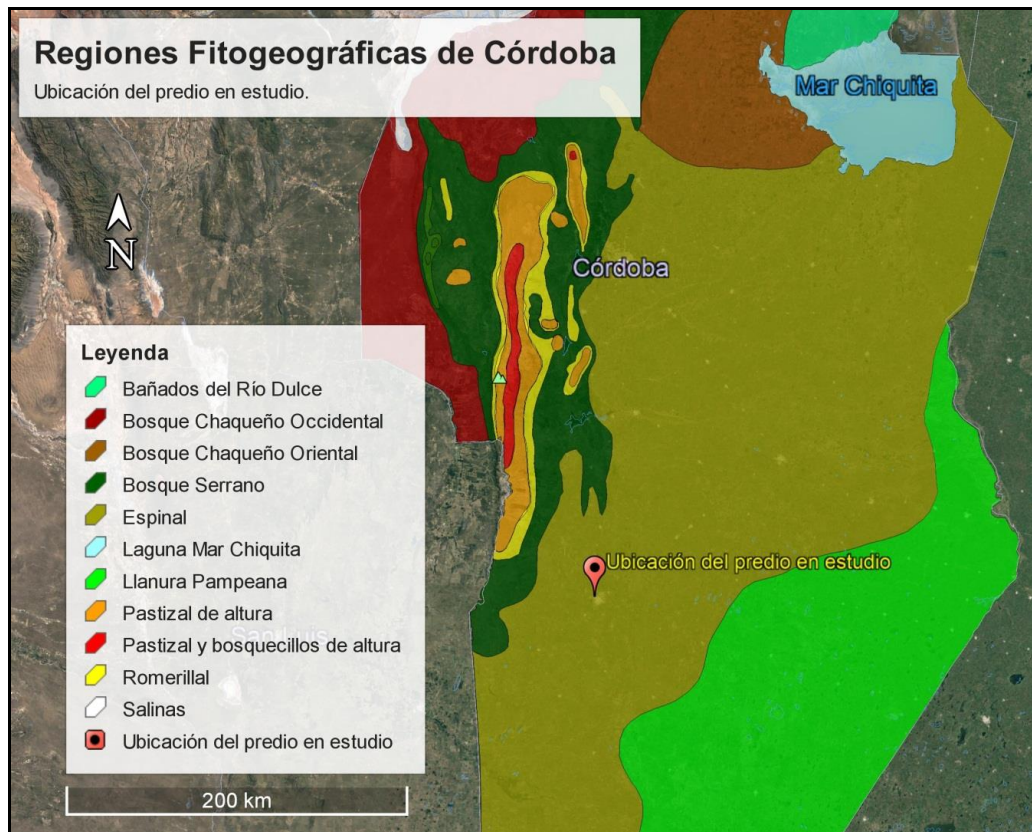 Regiones Fitogeográficas de Córdoba
Ubicación del predio en estudio.
Mar Chiquita
N
Córdoba
Leyenda
Bañados del Río Dulce
Bosque Chaqueño Occidental
Bosque Chaqueño Oriental
Bosque Serrano
Espinal
Laguna Mar Chiquita
Llanura Pampeana
Pastizal de altura
Pastizal y bosquecillos de altura
Romerillal
Salinas
Ubicación del predio en estudio
Ubicación del predio en estudio
San Luis
200 km